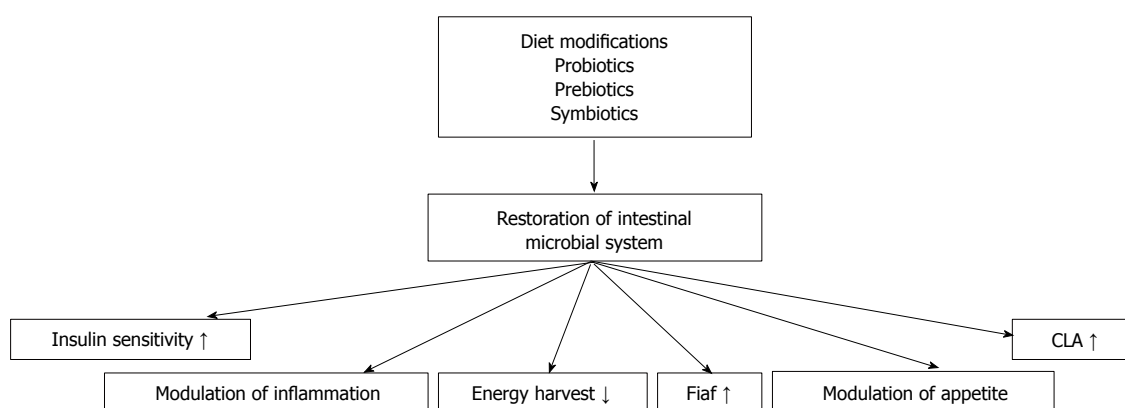 Diet modifications
Probiotics
Prebiotics
Symbiotics
Restoration of intestinal
microbial system
Insulin sensitivity ↑
CLA ↑
Modulation of inflammation
Energy harvest ↓
Fiaf ↑
Modulation of appetite